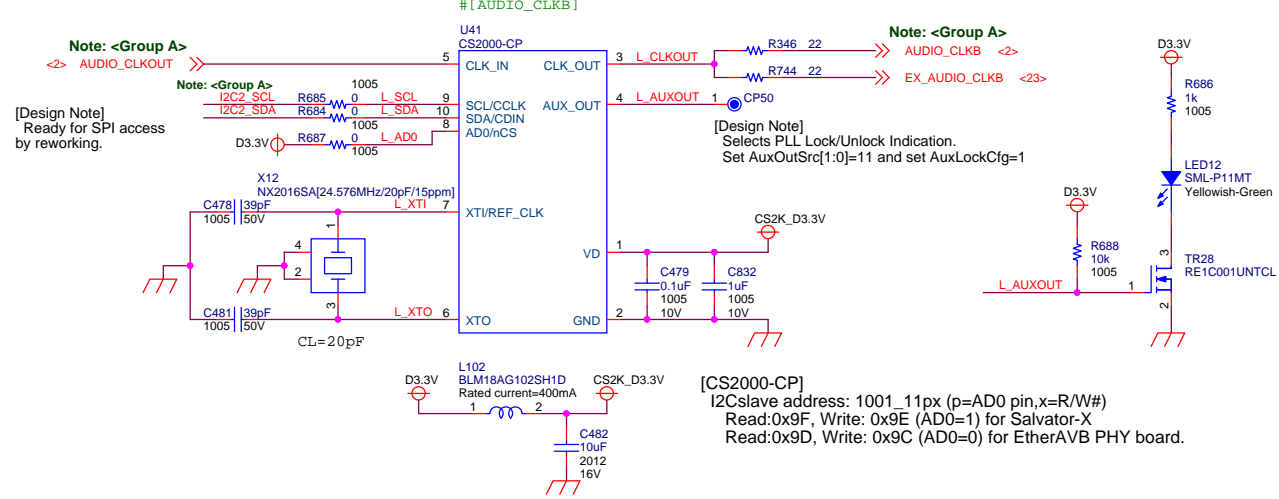 #[AUDIO_CLKB]
U41
CS2000-CP
Note: <Group A>
<2> AUDIO_CLKOUT
5 CLK_IN
CLK_OUT 3 L_CLKOUT
R346 22
Note: <Group A>
AUDIO_CLKB <2>
R744 22
EX_AUDIO_CLKB <23>
Note: <Group A>
1005
I2C2_SCL R685 0 L_SCL 9 SCL/CCLK
I2C2_SDA R684 0 L_SDA 10 SDA/CDIN
1005
D3.3V R687 0 L_AD0 8 AD0/nCS
1005
AUX_OUT 4 L_AUXOUT 1 CP50
[Design Note]
Ready for SPI access
by reworking.
[Design Note]
Selects PLL Lock/Unlock Indication.
Set AuxOutSrc[1:0]=11 and set AuxLockCfg=1
X12
NX2016SA[24.576MHz/20pF/15ppm]
C478 39pF
1005 50V
L_XTI 7 XTI/REF_CLK
1
4
2
3
C481 39pF
1005 50V
L_XTO 6 XTO
CL=20pF
CS2K_D3.3V
VD 1
C479
0.1uF
1005
10V
C832
1uF
1005
10V
GND 2
D3.3V
R686
1k
1005
LED12
SML-P11MT
Yellowish-Green
D3.3V
R688
10k
1005
L_AUXOUT
1
3
2
TR28
RE1C001UNTCL
L102
BLM18AG102SH1D
Rated current=400mA
D3.3V
1 2
CS2K_D3.3V
C482
10uF
2012
16V
[CS2000-CP]
I2Cslave address: 1001_11px (p=AD0 pin,x=R/W#)
Read:0x9F, Write: 0x9E (AD0=1) for Salvator-X
Read:0x9D, Write: 0x9C (AD0=0) for EtherAVB PHY board.